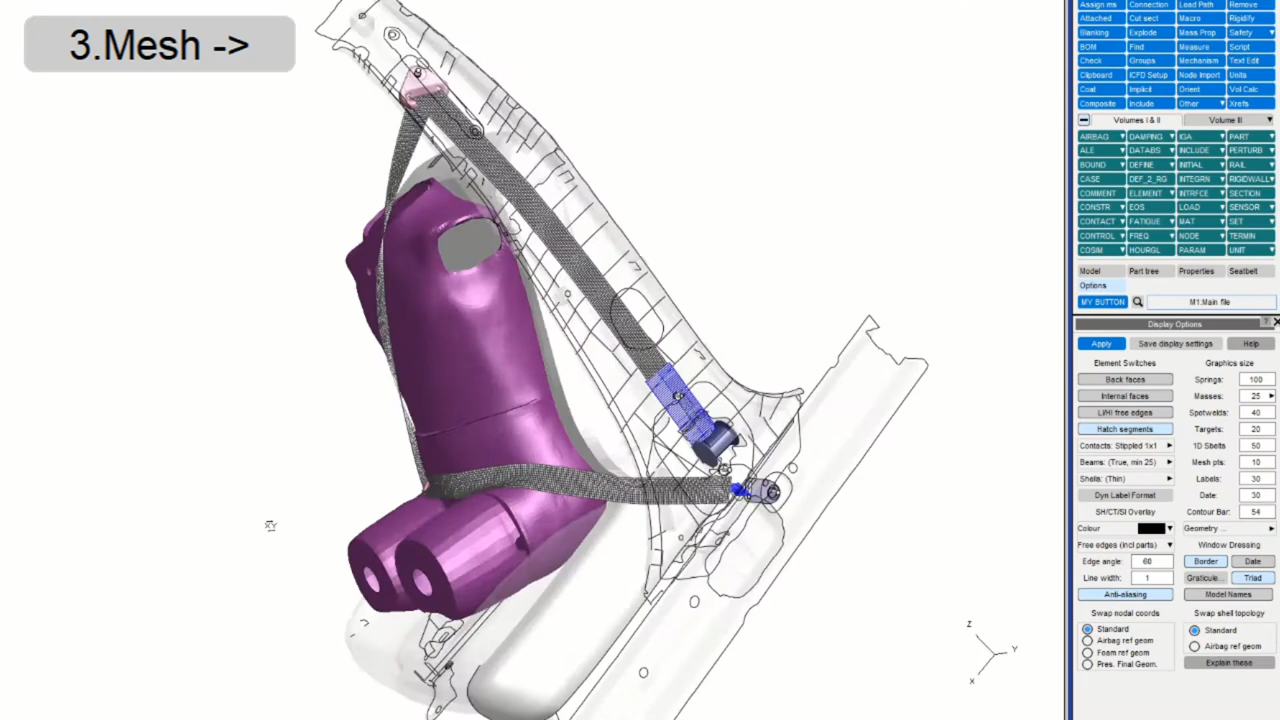 3.Mesh ->
Assign ms Connection Load Path Remove
Attached Cut sect Macro Rigidify
Blanking Explode Mass Prop Safety
BOM Find Measure Script
Check Groups Mechanism Text Edit
Clipboard ICFD Setup Node Import Units
Coat Implicit Orient Vol Calc
Composite Include Other Xrefs
Volumes I & II Volume III
AIRBAG DAMPING IGA PART
ALE DATABS INCLUDE PERTURB
BOUND DEFINE INITIAL RAIL
CASE DEF_2_RG INTEGRN RIGIDWALL
COMMENT ELEMENT INTRFCE SECTION
CONSTR EOS LOAD SENSOR
CONTACT FATIGUE MAT SET
CONTROL FREQ NODE TERMIN
COSIM HOURGL PARAM UNIT
Model Part tree Properties Seatbelt
Options
MY BUTTON M1:Main file
Display Options ? X
Apply Save display settings Help
Element Switches Graphics size
Back faces Springs: 100
Internal faces Masses: 25
LI/HI free edges Spotwelds: 40
Hatch segments Targets: 20
Contacts: Stippled 1x1 1D Sbelts 50
Beams: (True, min 25) Mesh pts: 10
Shells: (Thin) Labels: 30
Dyn Label Format Date: 30
SH/CT/SI Overlay Contour Bar: 54
Colour Geometry ...
Free edges (incl parts) Window Dressing
Edge angle: 60 Border Date
Line width: 1 Graticule... Triad
Anti-aliasing Model Names
Swap nodal coords Swap shell topology
Standard Standard
Airbag ref geom Airbag ref geom
Foam ref geom Explain these
Pres. Final Geom.
Z
Y
X